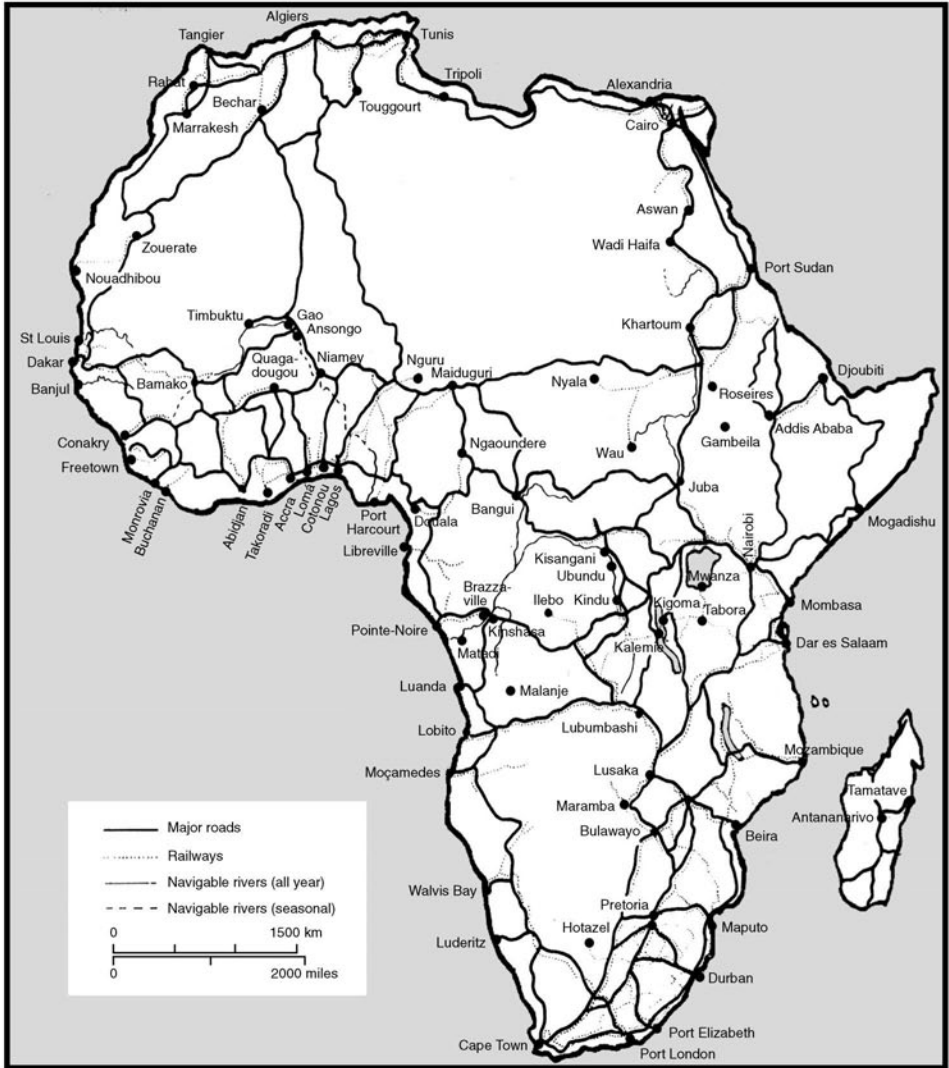 Algiers
Tangier
Tunis
Rabat
Tripoli
Bechar
Touggourt
Alexandria
Marrakesh
Cairo
Aswan
Zouerate
Wadi Haifa
Nouadhibou
Port Sudan
Timbuktu
Gao
Ansongo
Khartoum
St Louis
Dakar
Quaga-
dougou
Niamey
Nguru
Maiduguri
Nyala
Djoubiti
Banjul
Bamako
Roseires
Addis Ababa
Conakry
Ngaoundere
Wau
Gambeila
Freetown
Juba
Monrovia
Buchanan
Abidjan
Takoradi
Accra
Lomá
Cotonou
Lagos
Port
Harcourt
Douala
Bangui
Mogadishu
Nairobi
Libreville
Kisangani
Ubundu
Mwanza
Brazza-
ville
Ilebo
Kindu
Kigoma
Tabora
Mombasa
Pointe-Noire
Kinshasa
Matadi
Kalemie
Dar es Salaam
Luanda
Malanje
Lubumbashi
Lobito
Mozambique
Moçamedes
Lusaka
Tamatave
Maramba
Antananarivo
Bulawayo
Beira
Major roads
Railways
Navigable rivers (all year)
Navigable rivers (seasonal)
0 1500 km
0 2000 miles
Walvis Bay
Pretoria
Luderitz
Hotazel
Maputo
Durban
Port Elizabeth
Cape Town
Port London